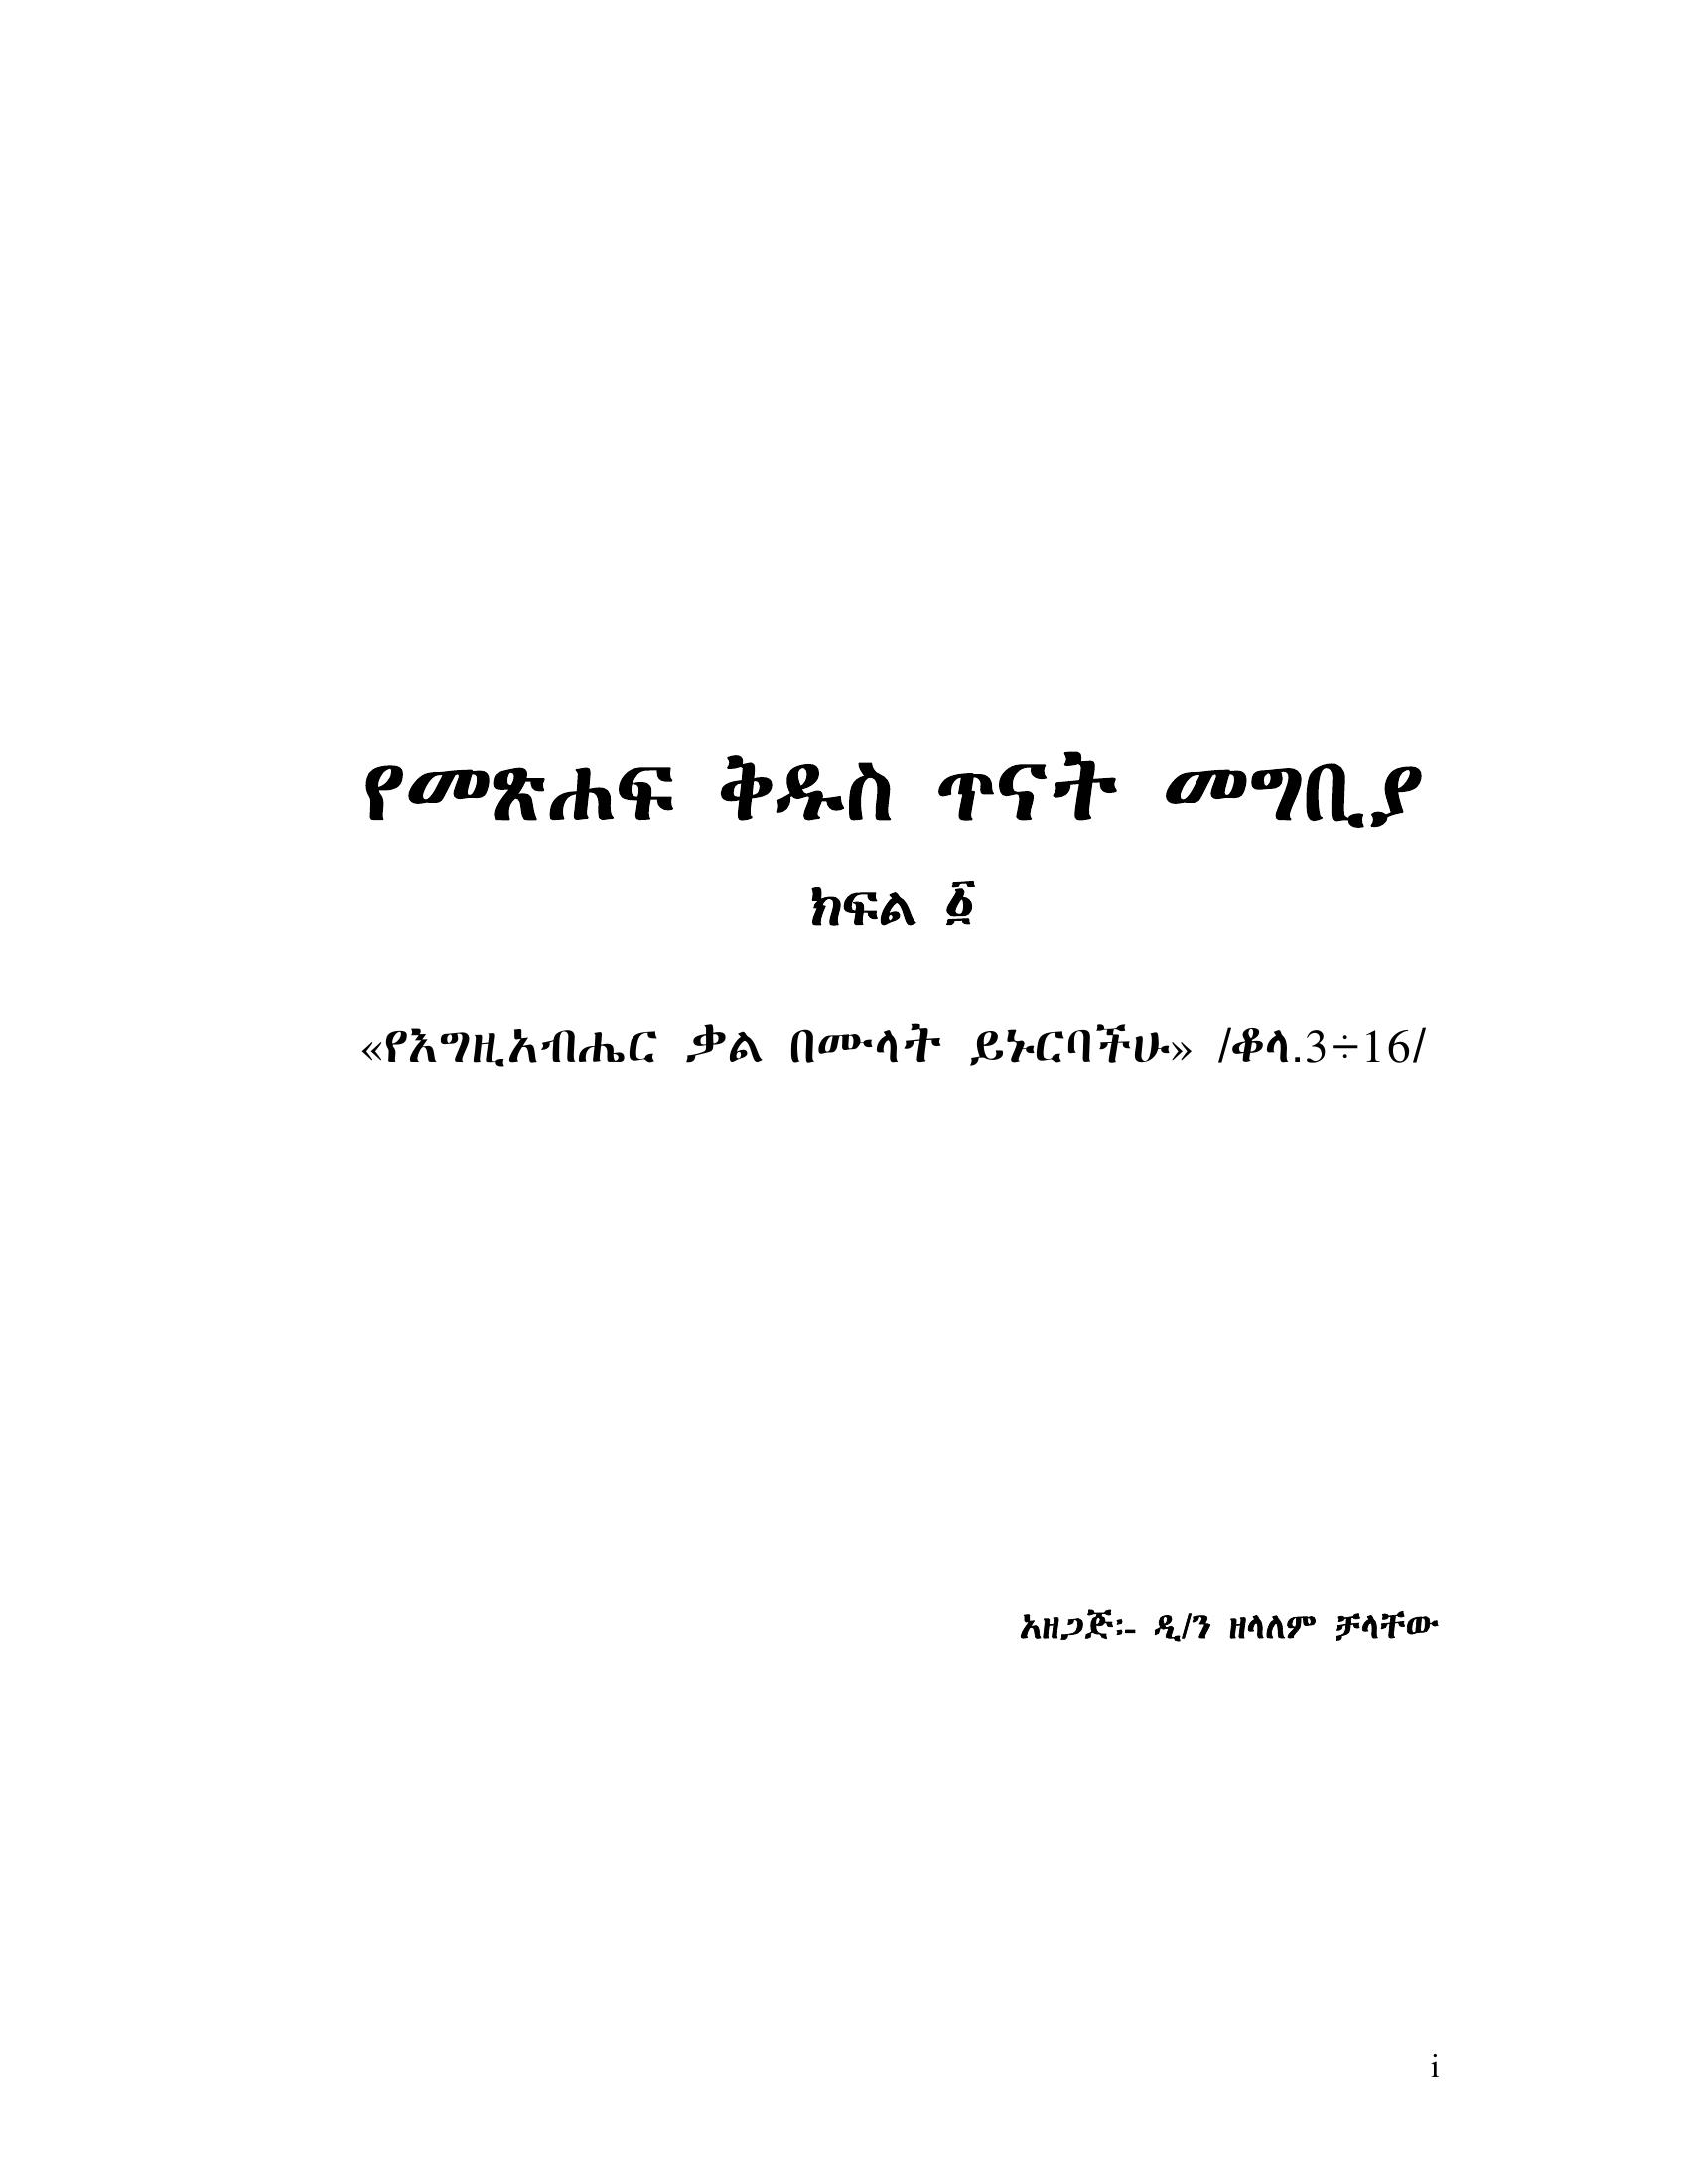 የመጽሐፍ ቅዱስ ጥናት መግቢያ
ክፍል ፩
«የእግዚአብሔር ቃል በሙላት ይኑርባችሁ» /ቆላ.3÷16/
አዘጋጅ፡- ዲ/ን ዘላለም ቻላቸው
i